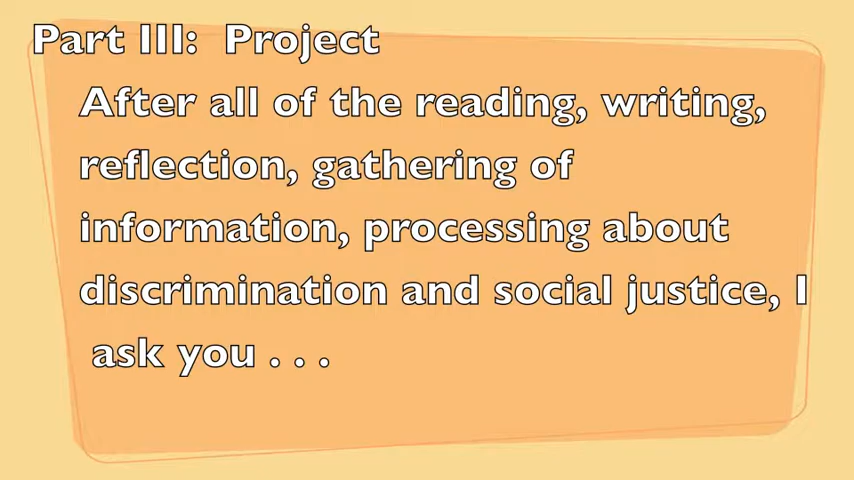 Part III:  Project
After all of the reading, writing,
reflection, gathering of
information, processing about
discrimination and social justice, I
ask you . . .